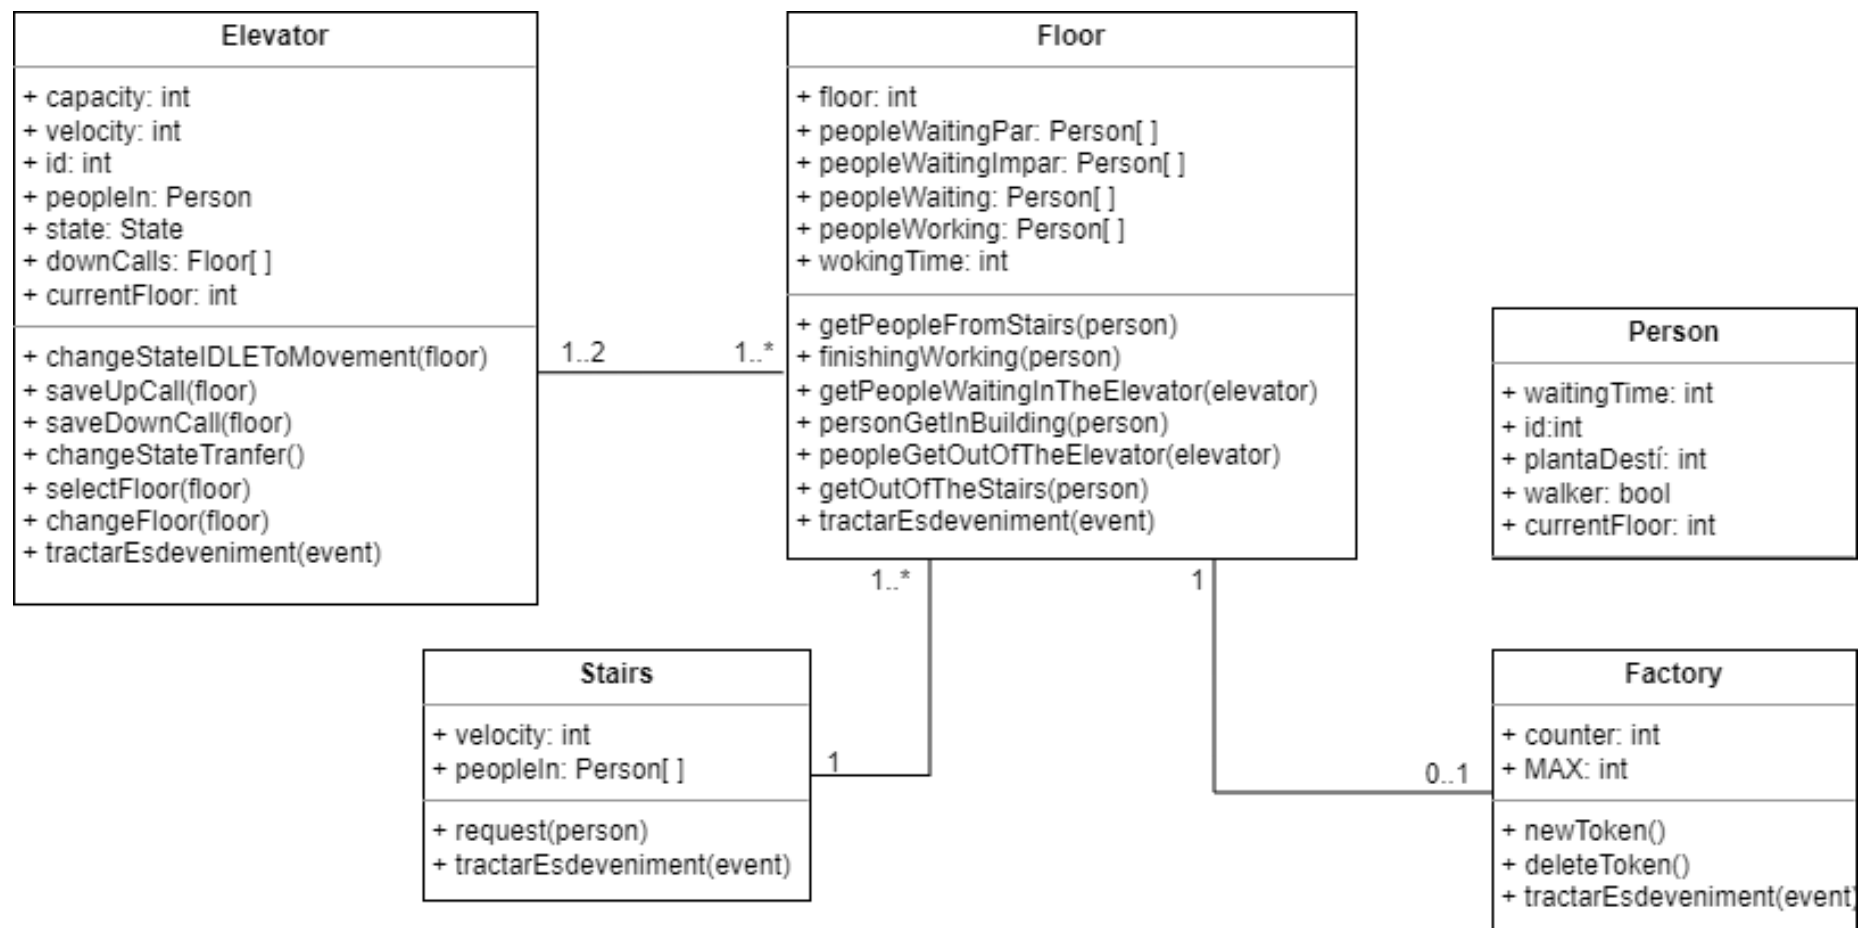 Elevator
+ capacity: int
+ velocity: int
+ id: int
+ peopleIn: Person
+ state: State
+ downCalls: Floor[ ]
+ currentFloor: int
+ changeStateIDLEToMovement(floor)
+ saveUpCall(floor)
+ saveDownCall(floor)
+ changeStateTranfer()
+ selectFloor(floor)
+ changeFloor(floor)
+ tractarEsdeveniment(event)
1..2
1..*
Floor
+ floor: int
+ peopleWaitingPar: Person[ ]
+ peopleWaitingImpar: Person[ ]
+ peopleWaiting: Person[ ]
+ peopleWorking: Person[ ]
+ wokingTime: int
+ getPeopleFromStairs(person)
+ finishingWorking(person)
+ getPeopleWaitingInTheElevator(elevator)
+ personGetInBuilding(person)
+ peopleGetOutOfTheElevator(elevator)
+ getOutOfTheStairs(person)
+ tractarEsdeveniment(event)
1..*
1
Person
+ waitingTime: int
+ id:int
+ plantaDestí: int
+ walker: bool
+ currentFloor: int
Stairs
+ velocity: int
+ peopleIn: Person[ ]
+ request(person)
+ tractarEsdeveniment(event)
1
0..1
Factory
+ counter: int
+ MAX: int
+ newToken()
+ deleteToken()
+ tractarEsdeveniment(event)